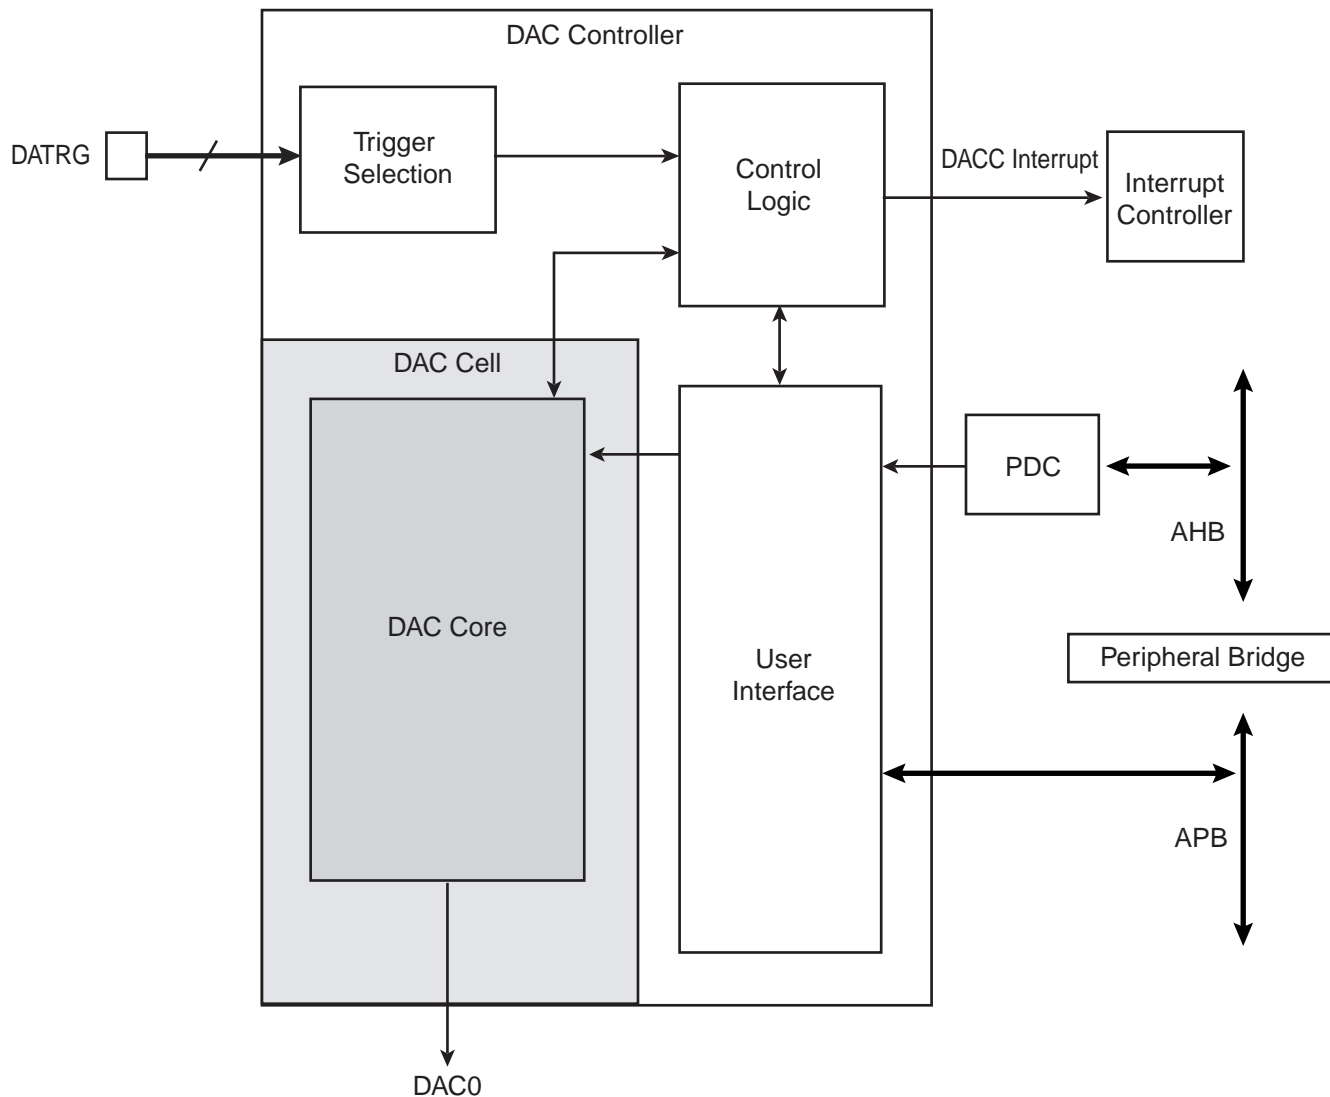 DAC Controller
DATRG
Trigger
Selection
Control
Logic
DACC Interrupt
Interrupt
Controller
DAC Cell
PDC
AHB
DAC Core
User
Interface
Peripheral Bridge
APB
DAC0